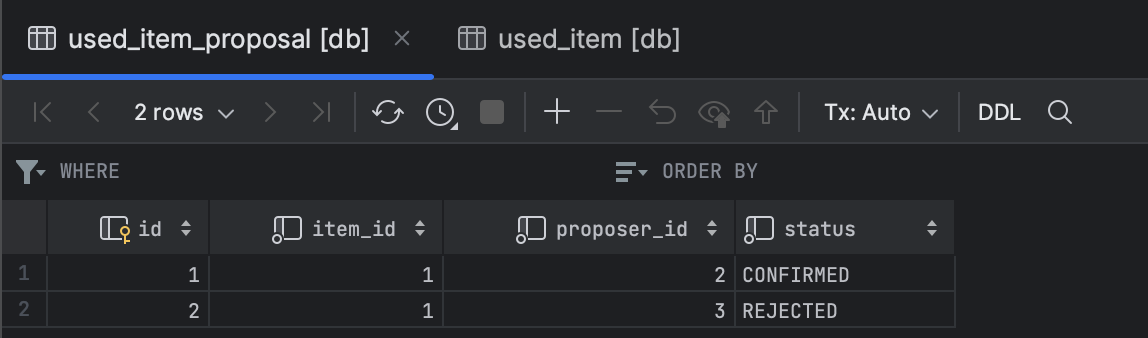 used_item_proposal [db] used_item [db]
2 rows Tx: Auto DDL
WHERE ORDER BY
id item_id proposer_id status
1 1 1 2 CONFIRMED
2 2 1 3 REJECTED